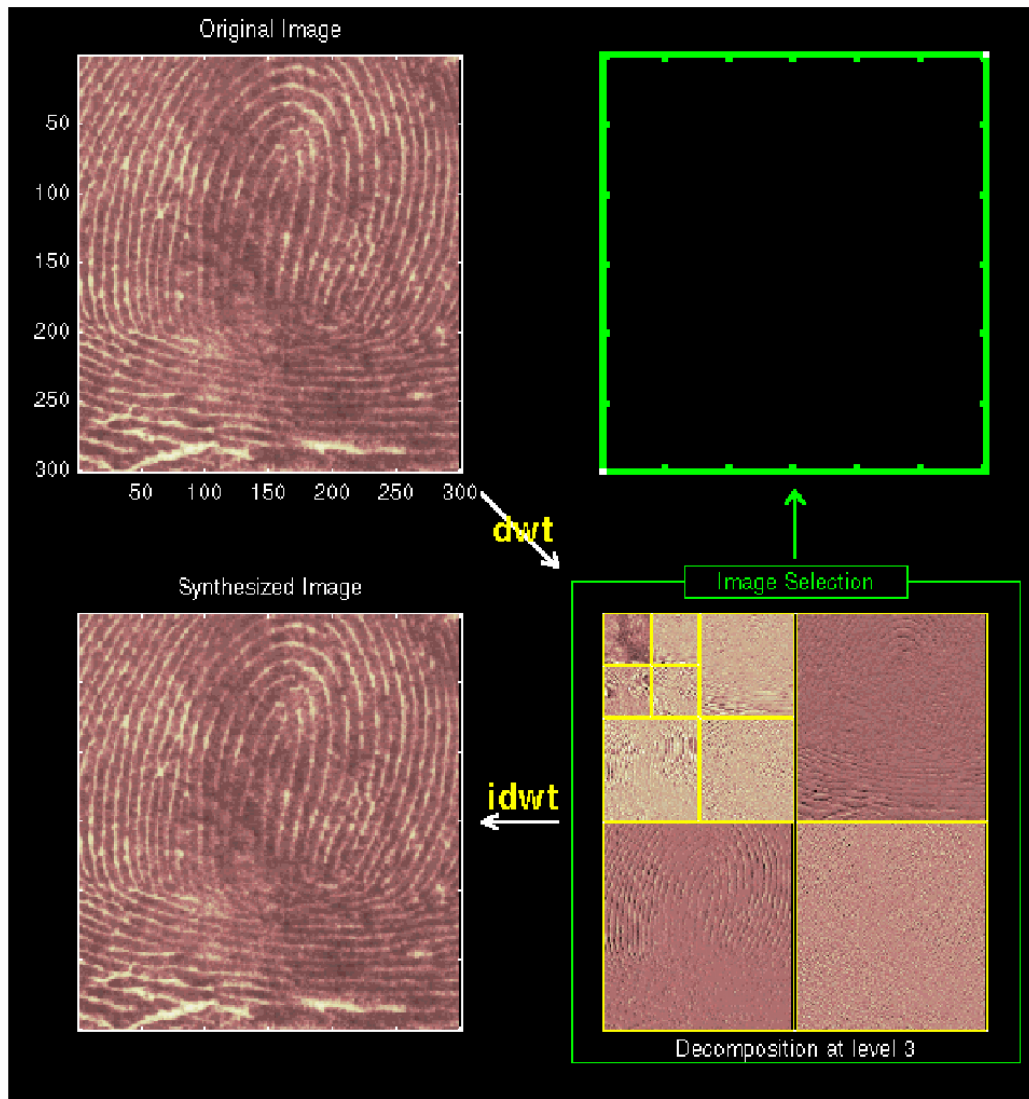 Original Image
50
100
150
200
250
300
50 100 150 200 250 300
dwt
Synthesized Image
Image Selection
idwt
Decomposition at level 3